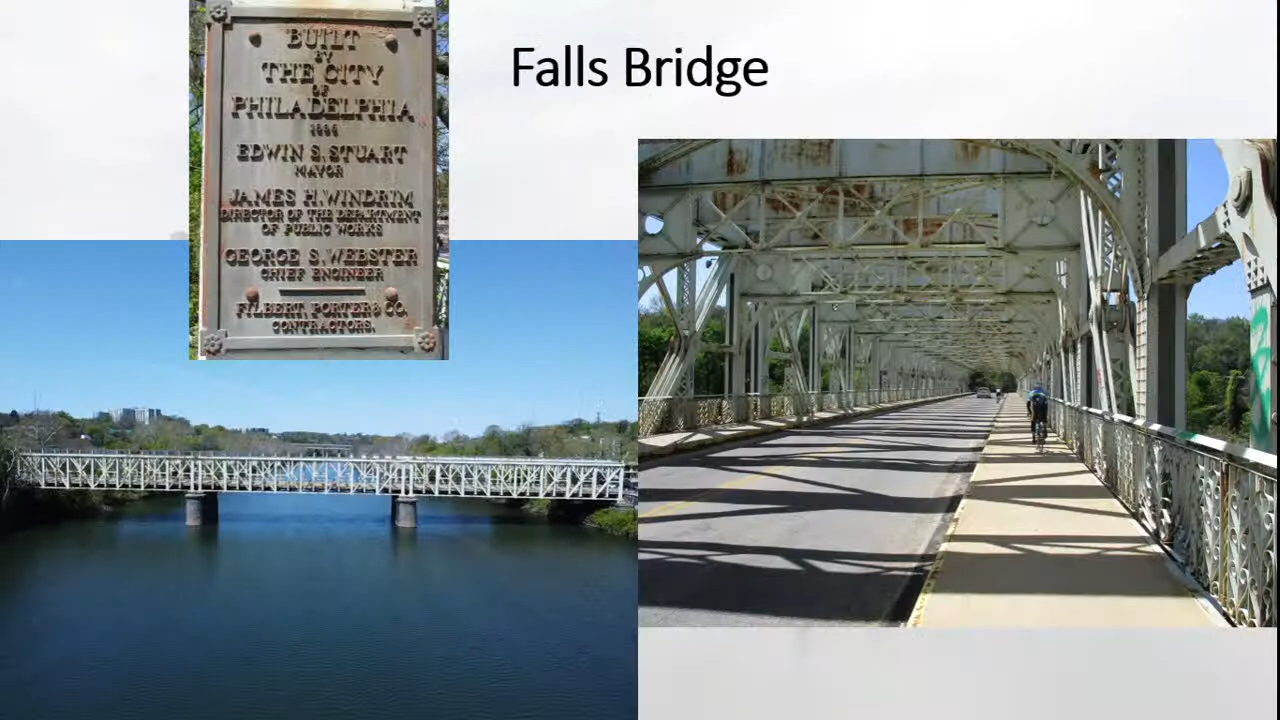 Falls Bridge
BUILT
BY
THE CITY
OF
PHILADELPHIA
EDWIN S. STUART
MAYOR
JAMES H. WINDRIM
DIRECTOR OF THE DEPARTMENT
OF PUBLIC WORKS
GEORGE S. WEBSTER
CHIEF ENGINEER
PORTER & CO.
CONTRACTORS.